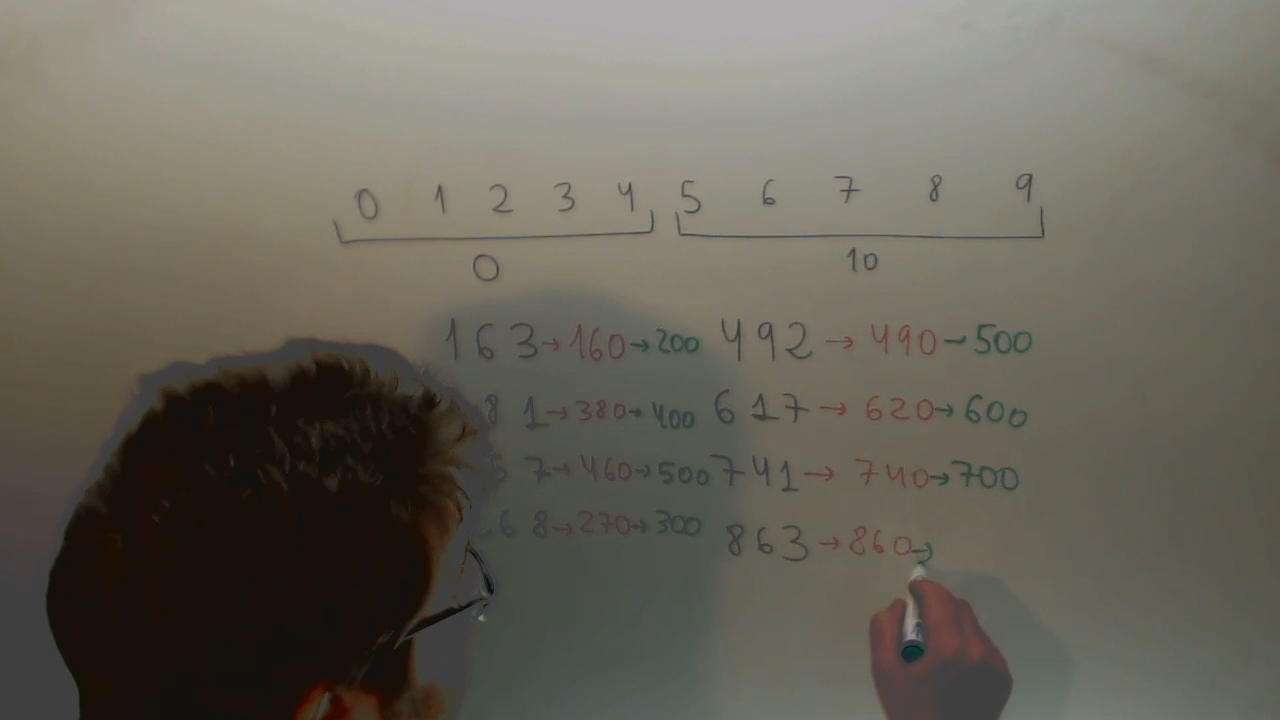 0 1 2 3 4 5 6 7 8 9
0 10
163→160→200 492→490→500
8 1→380→400 617→620→600
7→460→500 741→740→700
68→270→300 863→860→